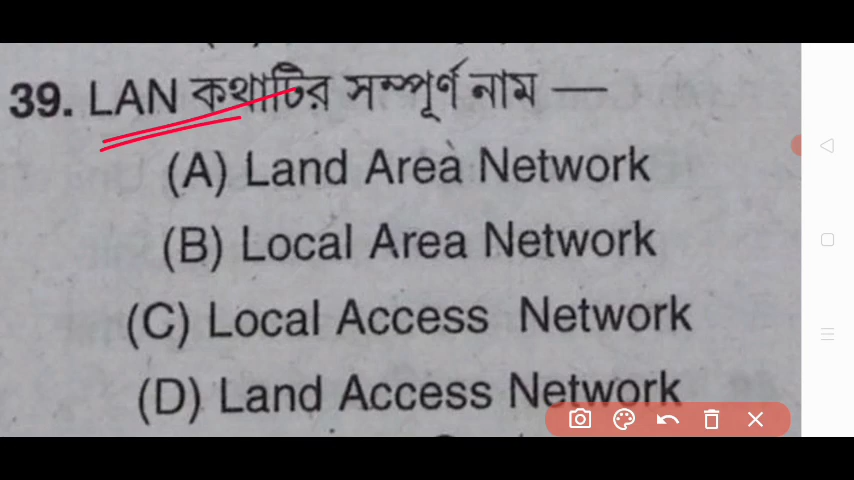 39. LAN কথাটির সম্পূর্ণ নাম —
(A) Land Area Network
(B) Local Area Network
(C) Local Access Network
(D) Land Access Network